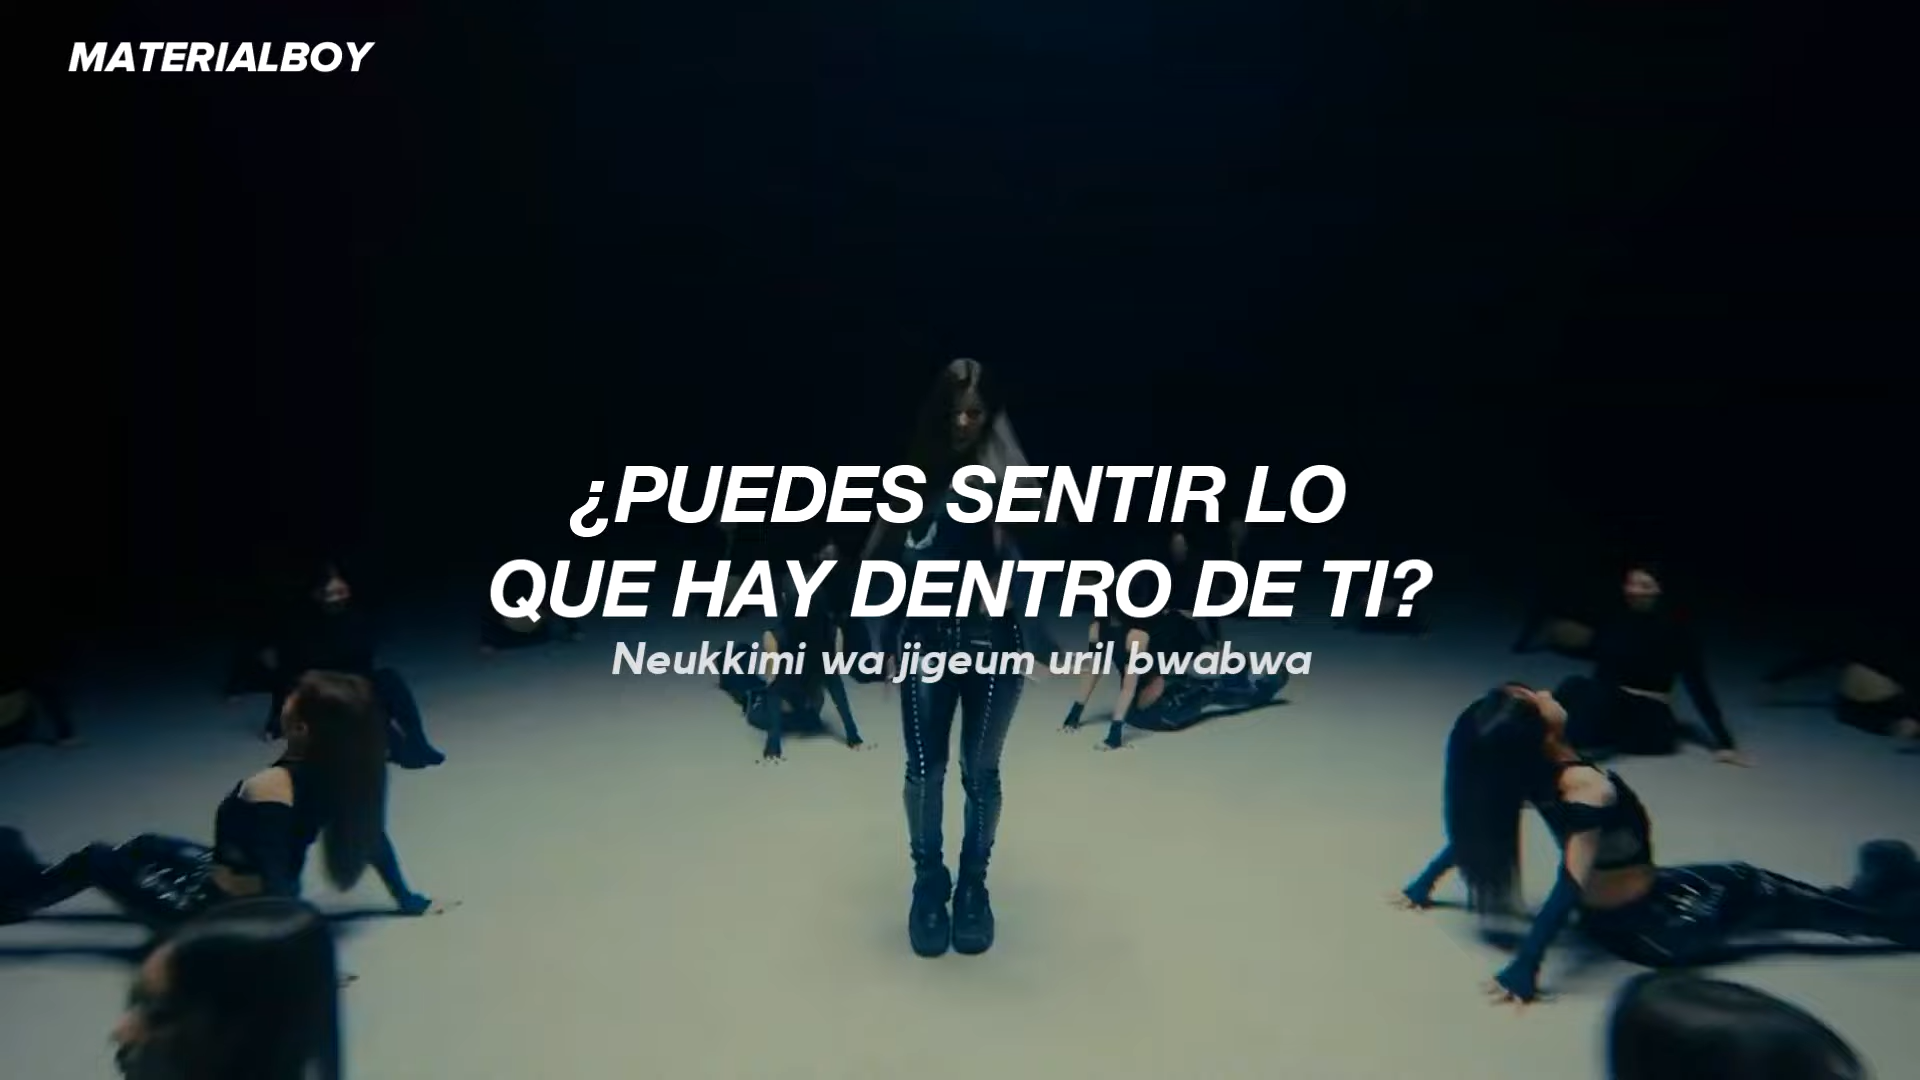 MATERIALBOY
¿PUEDES SENTIR LO
QUE HAY DENTRO DE TI?
Neukkimi wa jigeum uril bwabwa